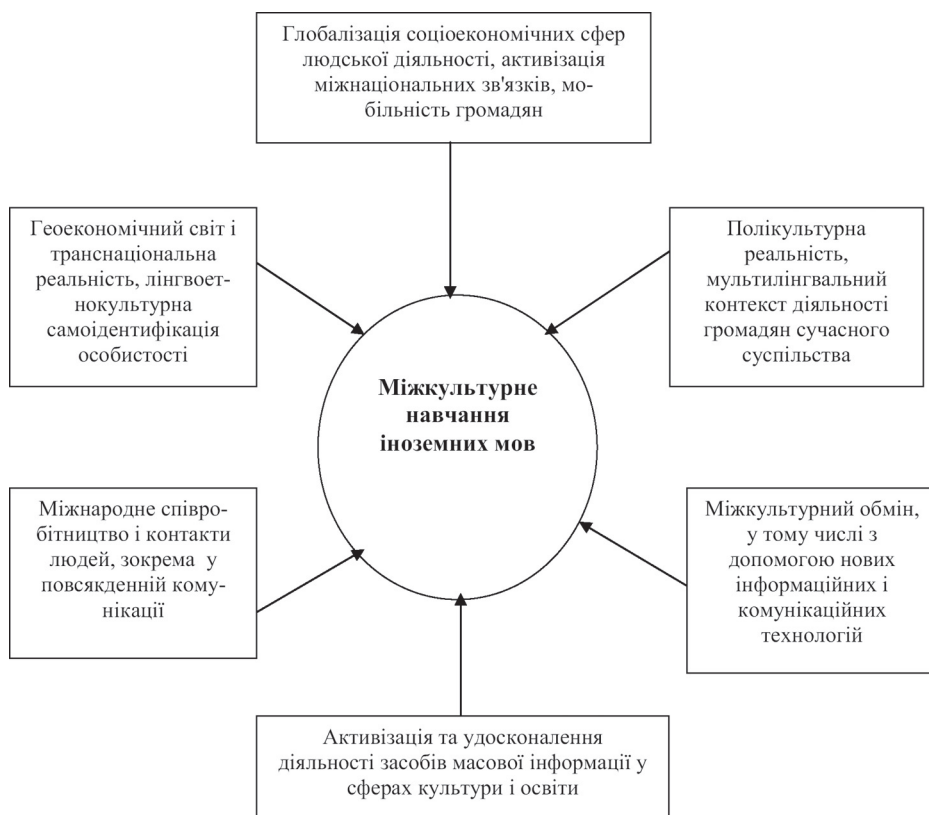 Глобалізація соціоекономічних сфер
людської діяльності, активізація
міжнаціональних зв'язків, мо-
більність громадян
Геоекономічний світ і
транснаціональна
реальність, лінгвоет-
нокультурна
самоідентифікація
особистості
Полікультурна
реальність,
мультилінгвальний
контекст діяльності
громадян сучасного
суспільства
Міжкультурне
навчання
іноземних мов
Міжнародне співро-
бітництво і контакти
людей, зокрема у
повсякденній кому-
нікації
Міжкультурний обмін,
у тому числі з
допомогою нових
інформаційних і
комунікаційних
технологій
Активізація та удосконалення
діяльності засобів масової інформації у
сферах культури і освіти